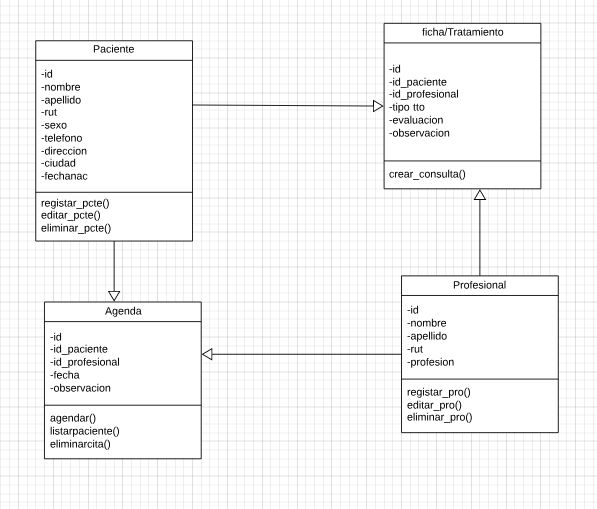 Paciente
-id
-nombre
-apellido
-rut
-sexo
-telefono
-direccion
-ciudad
-fechanac
registar_pcte()
editar_pcte()
eliminar_pcte()
ficha/Tratamiento
-id
-id_paciente
-id_profesional
-tipo tto
-evaluacion
-observacion
crear_consulta()
Agenda
-id
-id_paciente
-id_profesional
-fecha
-observacion
agendar()
listarpaciente()
eliminarcita()
Profesional
-id
-nombre
-apellido
-rut
-profesion
registar_pro()
editar_pro()
eliminar_pro()